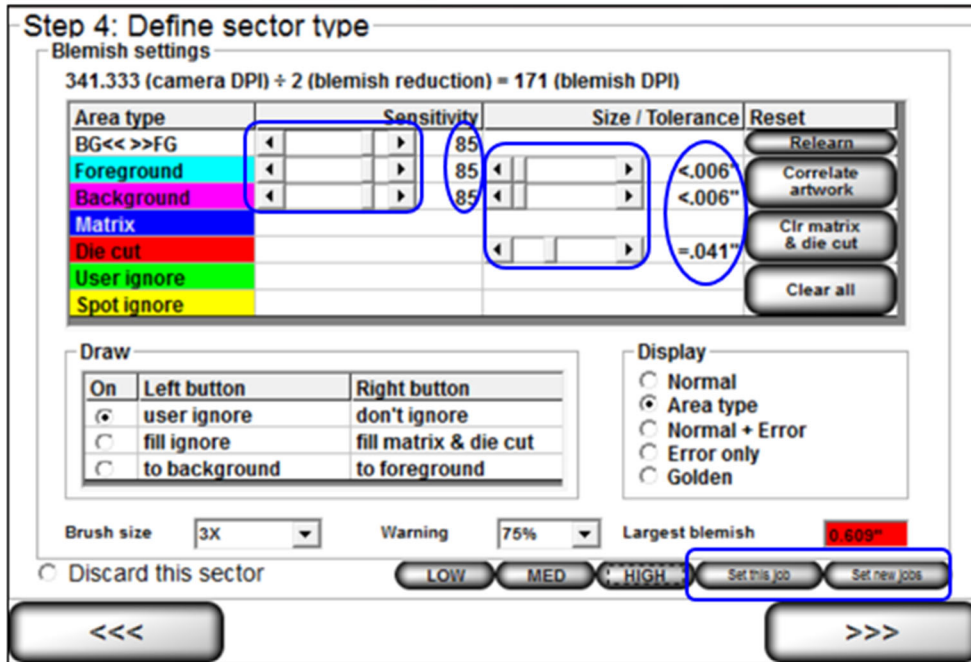 Step 4: Define sector type
Blemish settings
341.333 (camera DPI) ÷ 2 (blemish reduction) = 171 (blemish DPI)
Area type Sensitivity Size / Tolerance Reset
BG<< >>FG 85 Relearn
Foreground 85 <.006" Correlate artwork
Background 85 <.006"
Matrix Clr matrix & die cut
Die cut =.041"
User ignore Clear all
Spot ignore
Draw
On Left button Right button
user ignore don't ignore
fill ignore fill matrix & die cut
to background to foreground
Display
Normal
Area type
Normal + Error
Error only
Golden
Brush size 3X Warning 75% Largest blemish 0.609"
Discard this sector LOW MED HIGH Set this job Set new jobs
<<< >>>